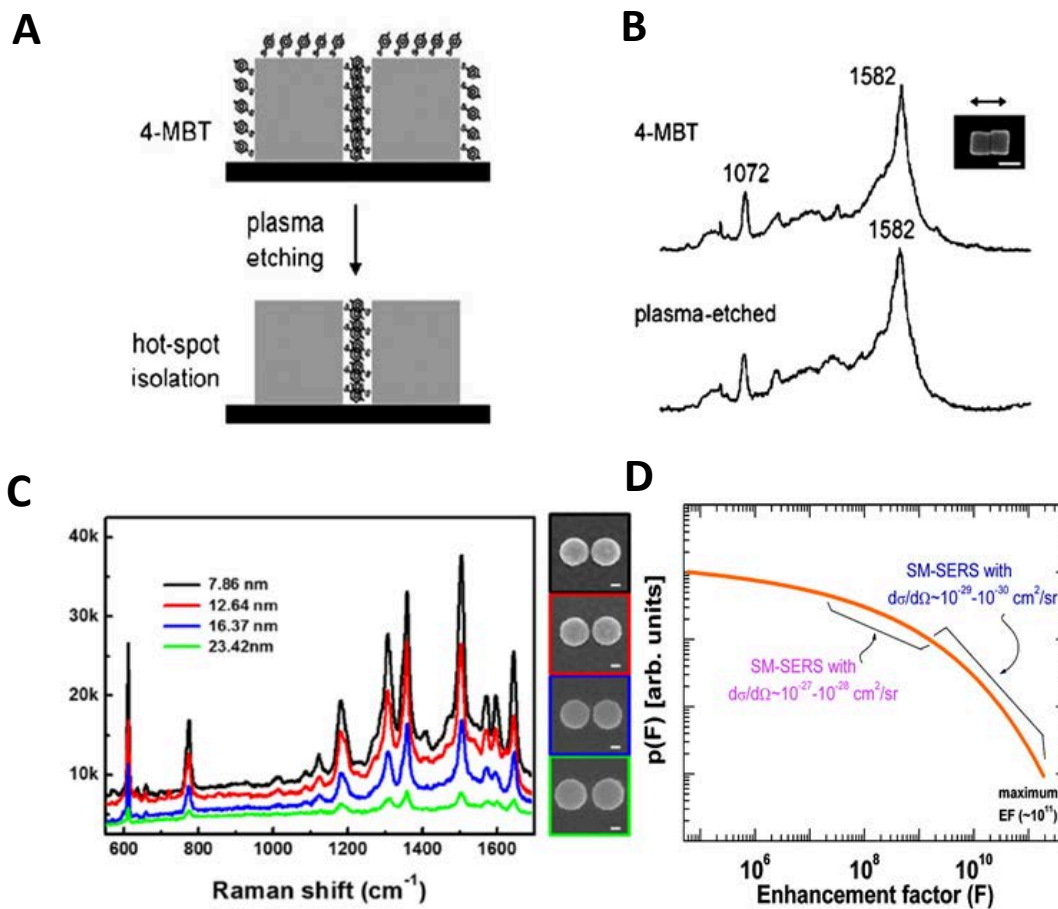 A
4-MBT
plasma
etching
hot-spot
isolation
B
4-MBT
1072
1582
plasma-etched
1582
C
40k
30k
20k
10k
7.86 nm
12.64 nm
16.37 nm
23.42nm
600 800 1000 1200 1400 1600
Raman shift (cm⁻¹)
D
p(F) [arb. units]
SM-SERS with
dσ/dΩ~10⁻²⁹-10⁻³⁰ cm²/sr
SM-SERS with
dσ/dΩ~10⁻²⁷-10⁻²⁸ cm²/sr
maximum
EF (~10¹¹)
10⁶ 10⁸ 10¹⁰
Enhancement factor (F)